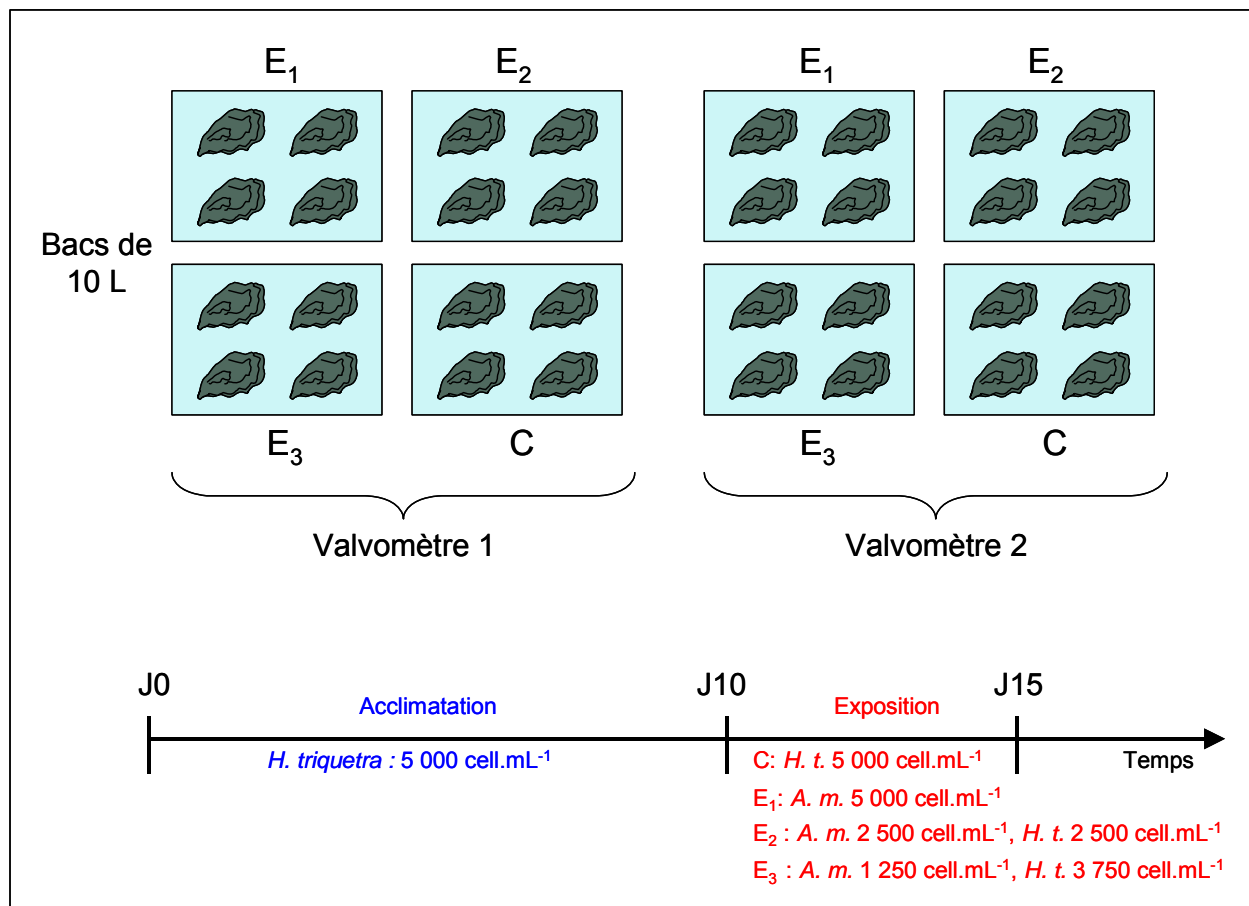 E₁ E₂ E₁ E₂
Bacs de
10 L
E₃ C E₃ C
Valvomètre 1 Valvomètre 2
J0 J10 J15
Acclimatation Exposition
H. triquetra : 5 000 cell.mL⁻¹
Temps
C: H. t. 5 000 cell.mL⁻¹
E₁: A. m. 5 000 cell.mL⁻¹
E₂ : A. m. 2 500 cell.mL⁻¹, H. t. 2 500 cell.mL⁻¹
E₃ : A. m. 1 250 cell.mL⁻¹, H. t. 3 750 cell.mL⁻¹